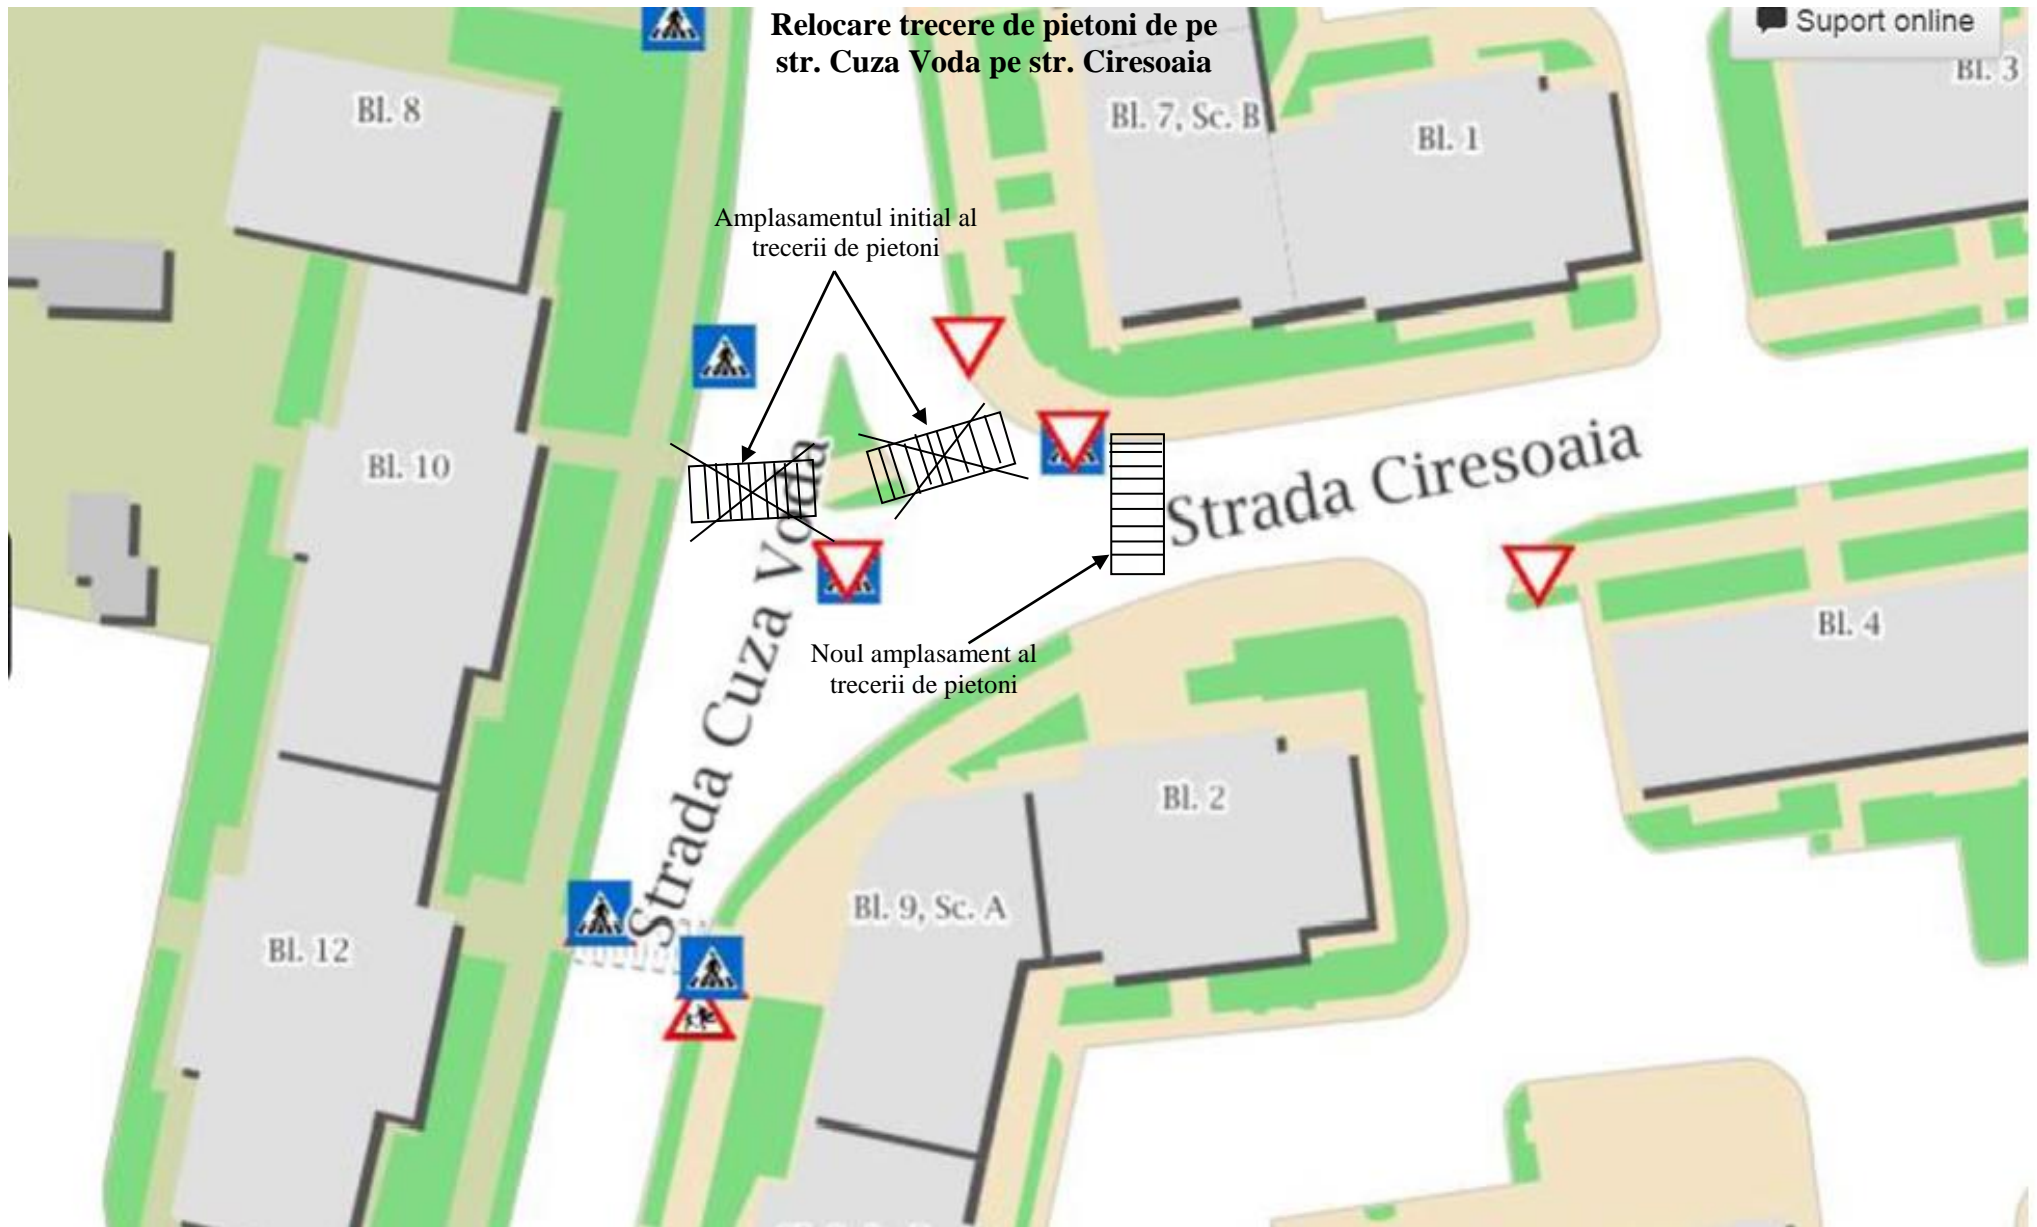 Relocare trecere de pietoni de pe
str. Cuza Voda pe str. Ciresoaia
Suport online
Bl. 3
Bl. 8
Bl. 7, Sc. B
Bl. 1
Amplasamentul initial al
trecerii de pietoni
Bl. 10
Strada Ciresoaia
Strada Cuza Voda
Noul amplasament al
trecerii de pietoni
Bl. 4
Bl. 2
Bl. 9, Sc. A
Bl. 12